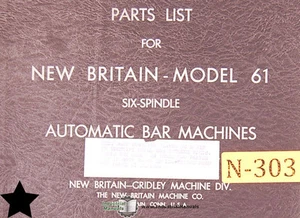 PARTS LIST
FOR
NEW BRITAIN - MODEL 61
SIX-SPINDLE
AUTOMATIC BAR MACHINES
N-303
NEW BRITAIN-GRIDLEY MACHINE DIV.
THE NEW BRITAIN MACHINE CO.
CONN., U.S.A.